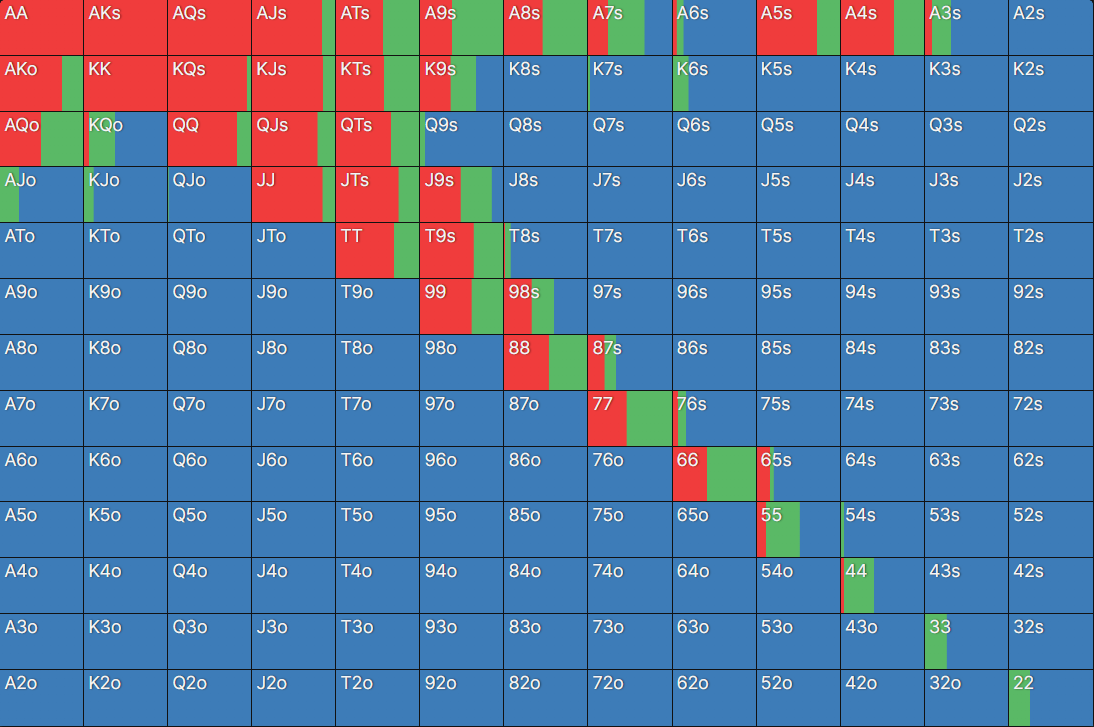 AA AKs AQs AJs ATs A9s A8s A7s A6s A5s A4s A3s A2s
AKo KK KQs KJs KTs K9s K8s K7s K6s K5s K4s K3s K2s
AQo KQo QQ QJs QTs Q9s Q8s Q7s Q6s Q5s Q4s Q3s Q2s
AJo KJo QJo JJ JTs J9s J8s J7s J6s J5s J4s J3s J2s
ATo KTo QTo JTo TT T9s T8s T7s T6s T5s T4s T3s T2s
A9o K9o Q9o J9o T9o 99 98s 97s 96s 95s 94s 93s 92s
A8o K8o Q8o J8o T8o 98o 88 87s 86s 85s 84s 83s 82s
A7o K7o Q7o J7o T7o 97o 87o 77 76s 75s 74s 73s 72s
A6o K6o Q6o J6o T6o 96o 86o 76o 66 65s 64s 63s 62s
A5o K5o Q5o J5o T5o 95o 85o 75o 65o 55 54s 53s 52s
A4o K4o Q4o J4o T4o 94o 84o 74o 64o 54o 44 43s 42s
A3o K3o Q3o J3o T3o 93o 83o 73o 63o 53o 43o 33 32s
A2o K2o Q2o J2o T2o 92o 82o 72o 62o 52o 42o 32o 22